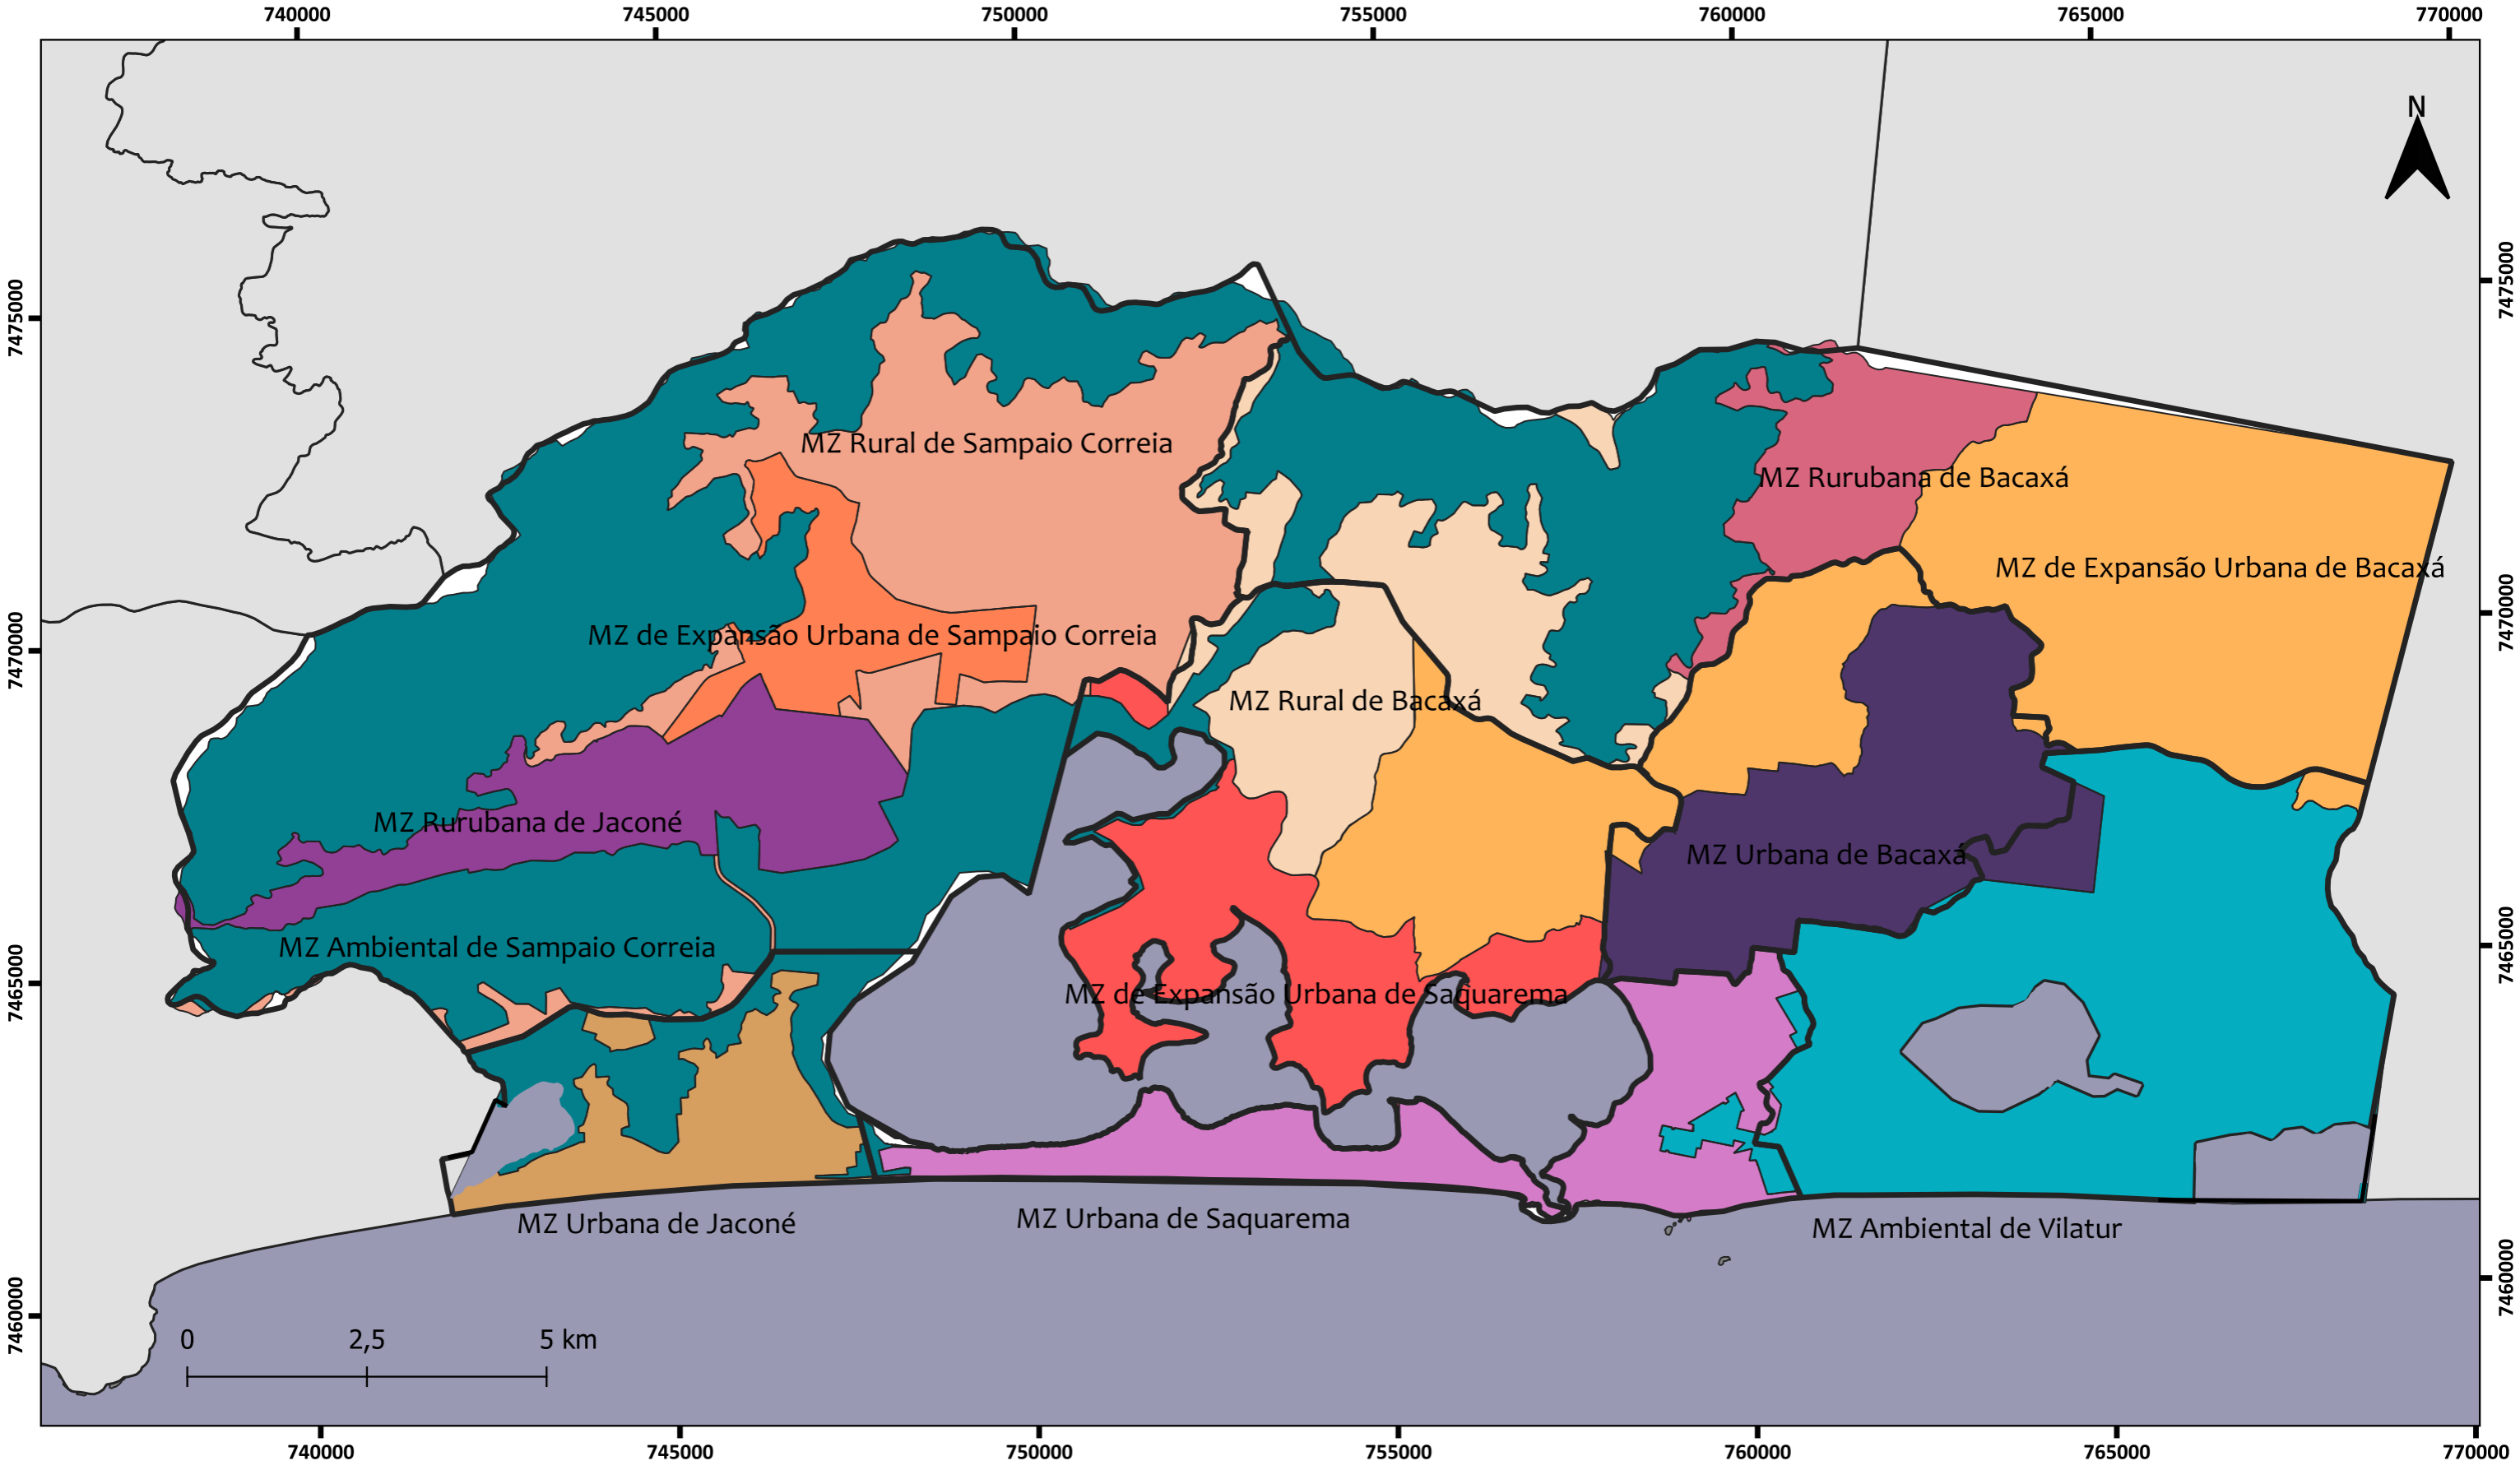 740000 745000 750000 755000 760000 765000 770000
N
7475000
7475000
MZ Rural de Sampaio Correia
MZ Rurubana de Bacaxá
MZ de Expansão Urbana de Bacaxá
7470000
7470000
MZ de Expansão Urbana de Sampaio Correia
MZ Rural de Bacaxá
MZ Rurubana de Jaconé
MZ Urbana de Bacaxá
MZ Ambiental de Sampaio Correia
7465000
7465000
MZ de Expansão Urbana de Saquarema
MZ Urbana de Jaconé
MZ Urbana de Saquarema
MZ Ambiental de Vilatur
7460000
7460000
0 2,5 5 km
740000 745000 750000 755000 760000 765000 770000